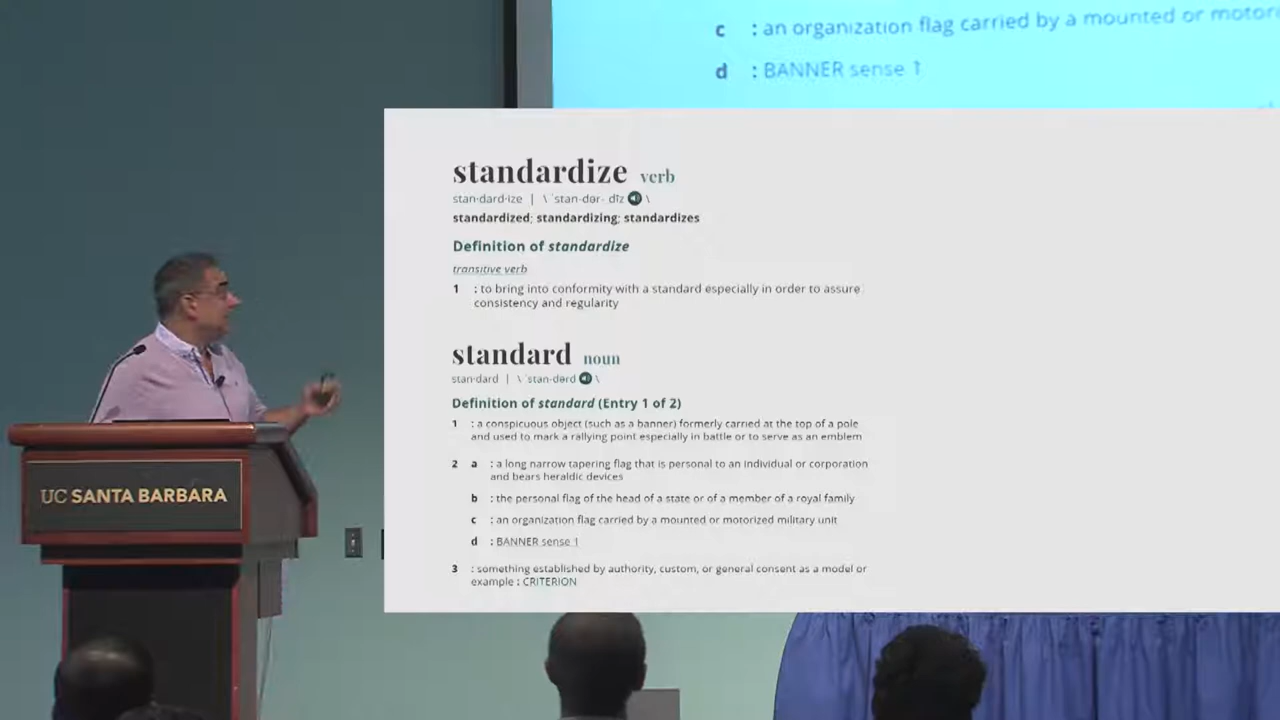 c : an organization flag carried by a mounted or
d : BANNER sense 1
standardize verb
stan·dard·ize | \ ˈstan-dər-ˌdīz \
standardized; standardizing; standardizes
Definition of standardize
transitive verb
1 : to bring into conformity with a standard especially in order to assure
consistency and regularity
standard noun
stan·dard | \ ˈstan-dərd \
Definition of standard (Entry 1 of 2)
1 : a conspicuous object (such as a banner) formerly carried at the top of a pole
and used to mark a rallying point especially in battle or to serve as an emblem
2 a : a long narrow tapering flag that is personal to an individual or corporation
and bears heraldic devices
b : the personal flag of the head of a state or of a member of a royal family
c : an organization flag carried by a mounted or motorized military unit
d : BANNER sense 1
3 : something established by authority, custom, or general consent as a model or
example : CRITERION
UC SANTA BARBARA